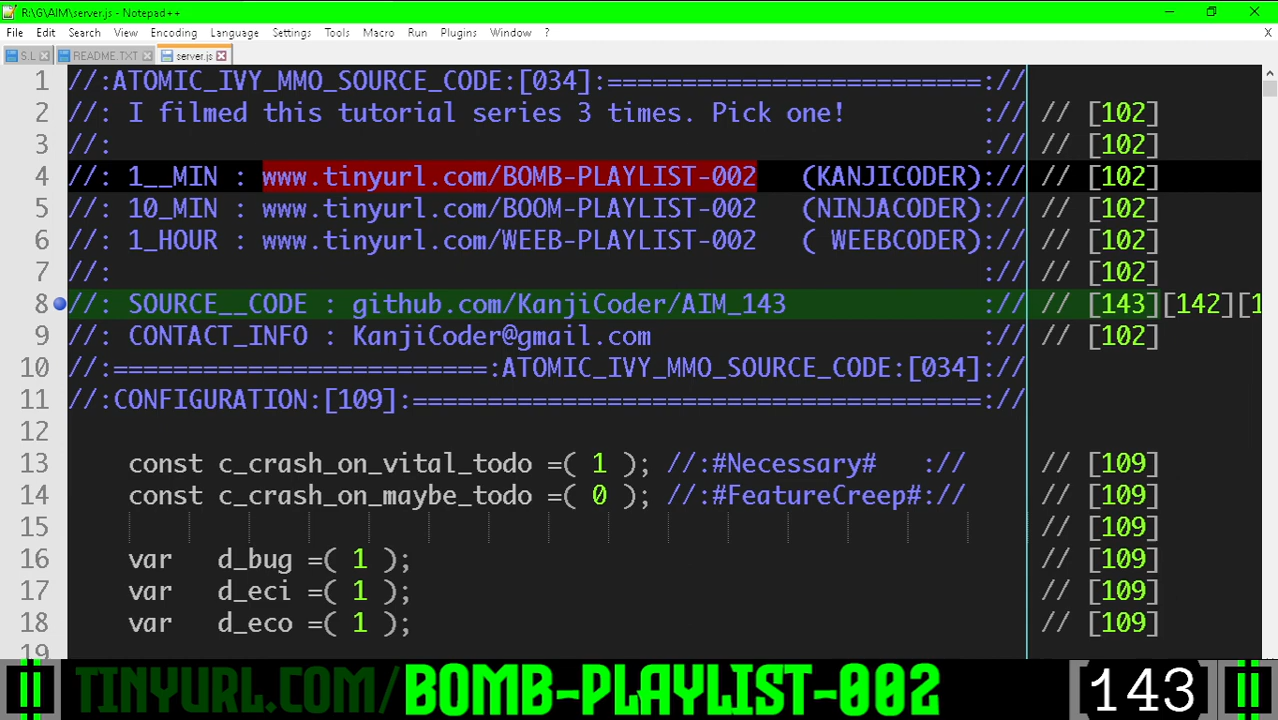 R:\G\AIM\server.js - Notepad++
File Edit Search View Encoding Language Settings Tools Macro Run Plugins Window ? X
S.L README.TXT server.js
1 //:ATOMIC_IVY_MMO_SOURCE_CODE:[034]:=========================://
2 //: I filmed this tutorial series 3 times. Pick one! :// // [102]
3 //: :// // [102]
4 //: 1__MIN : www.tinyurl.com/BOMB-PLAYLIST-002 (KANJICODER):// // [102]
5 //: 10_MIN : www.tinyurl.com/BOOM-PLAYLIST-002 (NINJACODER):// // [102]
6 //: 1_HOUR : www.tinyurl.com/WEEB-PLAYLIST-002 ( WEEBCODER):// // [102]
7 //: :// // [102]
8 //: SOURCE__CODE : github.com/KanjiCoder/AIM_143 :// // [143][142][1
9 //: CONTACT_INFO : KanjiCoder@gmail.com :// // [102]
10 //:=========================:ATOMIC_IVY_MMO_SOURCE_CODE:[034]://
11 //:CONFIGURATION:[109]:======================================://
12
13 const c_crash_on_vital_todo =( 1 ); //:#Necessary# :// // [109]
14 const c_crash_on_maybe_todo =( 0 ); //:#FeatureCreep#:// // [109]
15 // [109]
16 var d_bug =( 1 ); // [109]
17 var d_eci =( 1 ); // [109]
18 var d_eco =( 1 ); // [109]
19
TINYURL.COM/BOMB-PLAYLIST-002 [143]